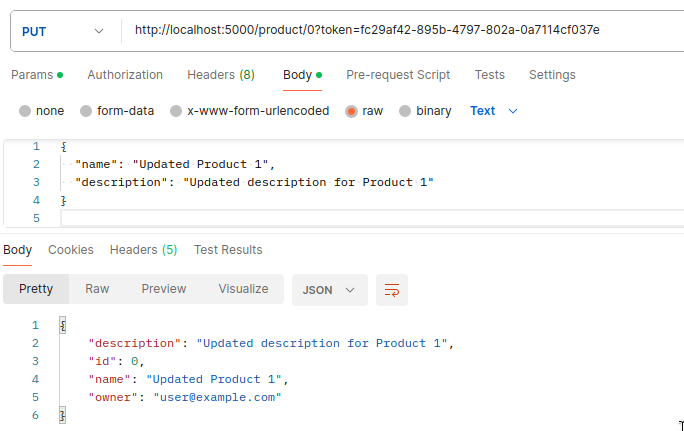 PUT http://localhost:5000/product/0?token=fc29af42-895b-4797-802a-0a7114cf037e
Params Authorization Headers (8) Body Pre-request Script Tests Settings
none form-data x-www-form-urlencoded raw binary Text
1 {
2 "name": "Updated Product 1",
3 "description": "Updated description for Product 1"
4 }
5
Body Cookies Headers (5) Test Results
Pretty Raw Preview Visualize JSON
1 {
2 "description": "Updated description for Product 1",
3 "id": 0,
4 "name": "Updated Product 1",
5 "owner": "user@example.com"
6 }